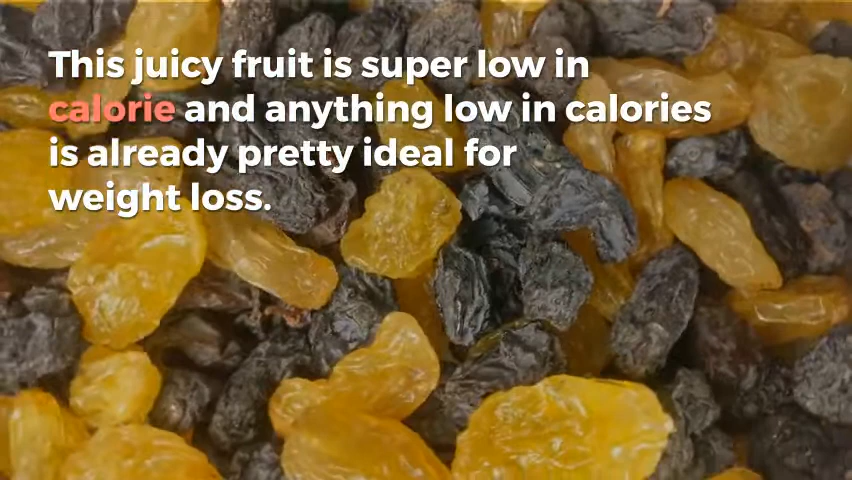 This juicy fruit is super low in
calorie and anything low in calories
is already pretty ideal for
weight loss.